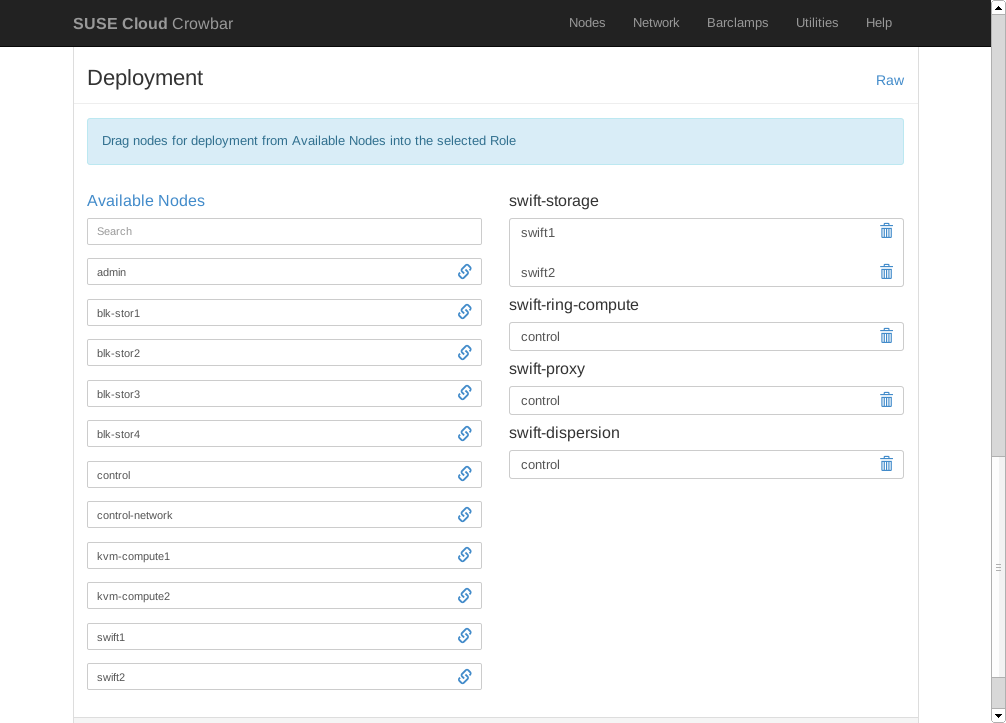 SUSE Cloud Crowbar
Nodes Network Barclamps Utilities Help
Deployment
Raw
Drag nodes for deployment from Available Nodes into the selected Role
Available Nodes
Search
admin
blk-stor1
blk-stor2
blk-stor3
blk-stor4
control
control-network
kvm-compute1
kvm-compute2
swift1
swift2
swift-storage
swift1
swift2
swift-ring-compute
control
swift-proxy
control
swift-dispersion
control